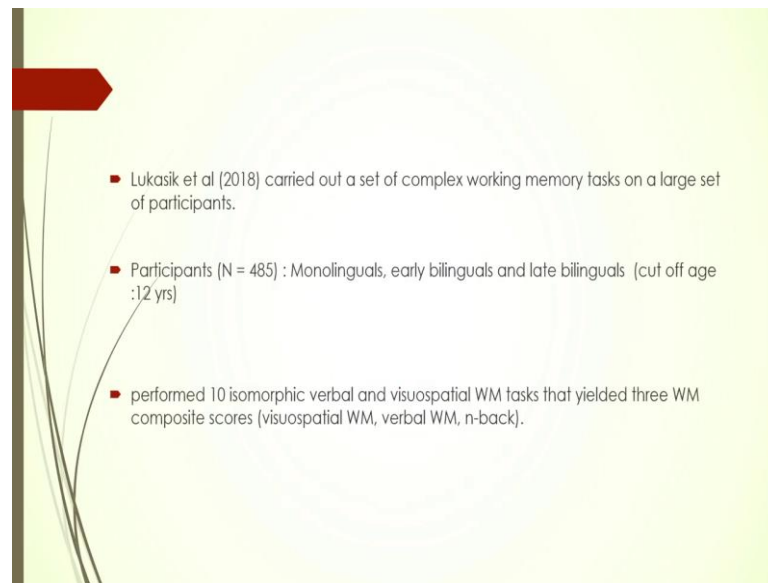 Lukasik et al (2018) carried out a set of complex working memory tasks on a large set
of participants.
Participants (N = 485) : Monolinguals, early bilinguals and late bilinguals (cut off age
:12 yrs)
performed 10 isomorphic verbal and visuospatial WM tasks that yielded three WM
composite scores (visuospatial WM, verbal WM, n-back).